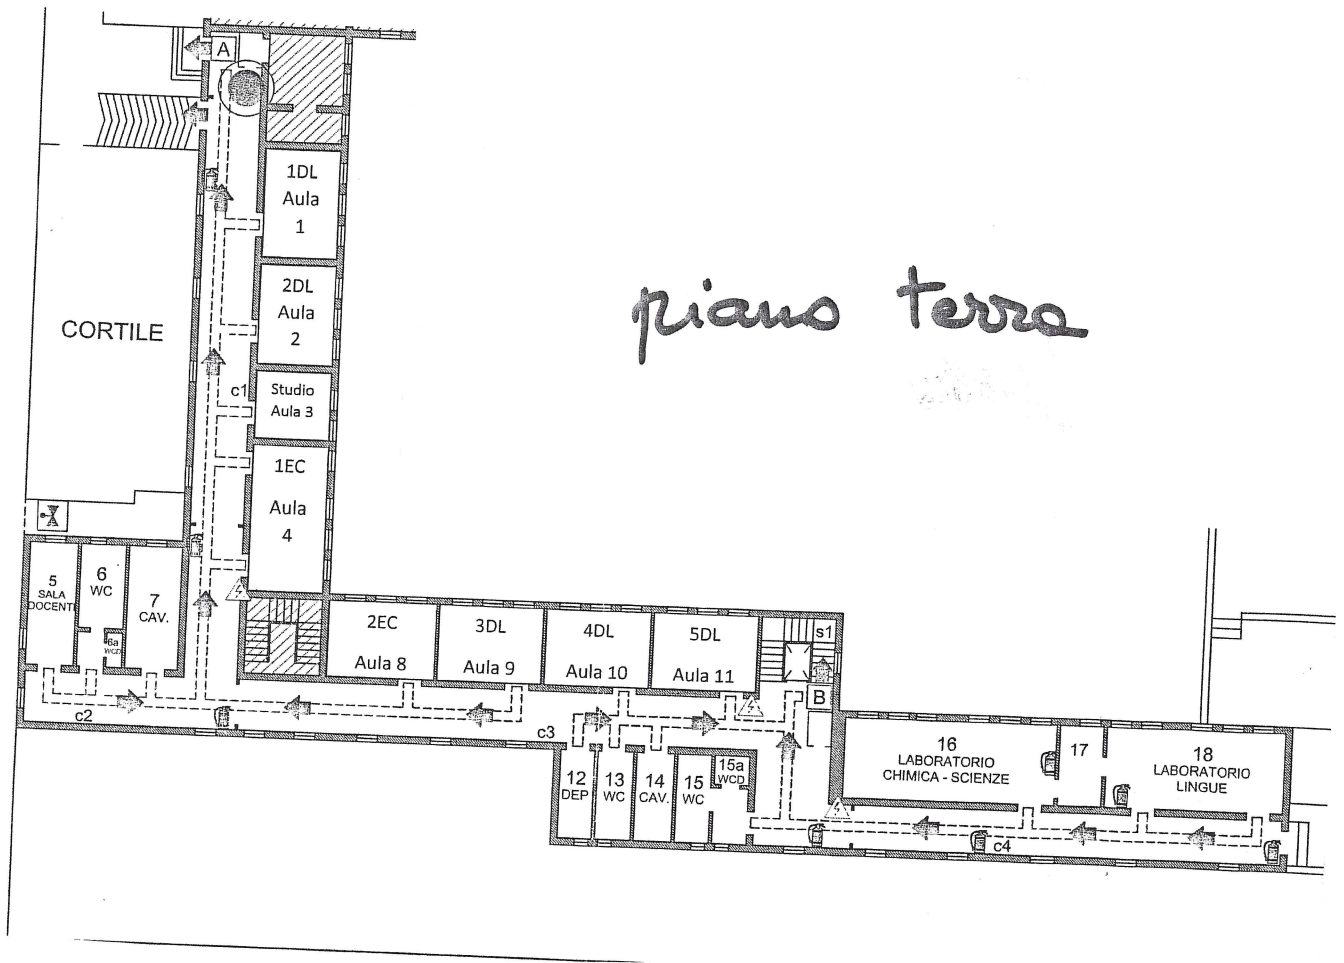 A
1DL
Aula
1
2DL
Aula
2
CORTILE
piano terra
c1
Studio
Aula 3
1EC
Aula
4
5
SALA
DOCENTI
6
WC
6a
WCD
7
CAV.
2EC
Aula 8
3DL
Aula 9
4DL
Aula 10
5DL
Aula 11
s1
B
c2
c3
12
DEP
13
WC
14
CAV.
15
WC
15a
WCD
16
LABORATORIO
CHIMICA - SCIENZE
17
18
LABORATORIO
LINGUE
c4